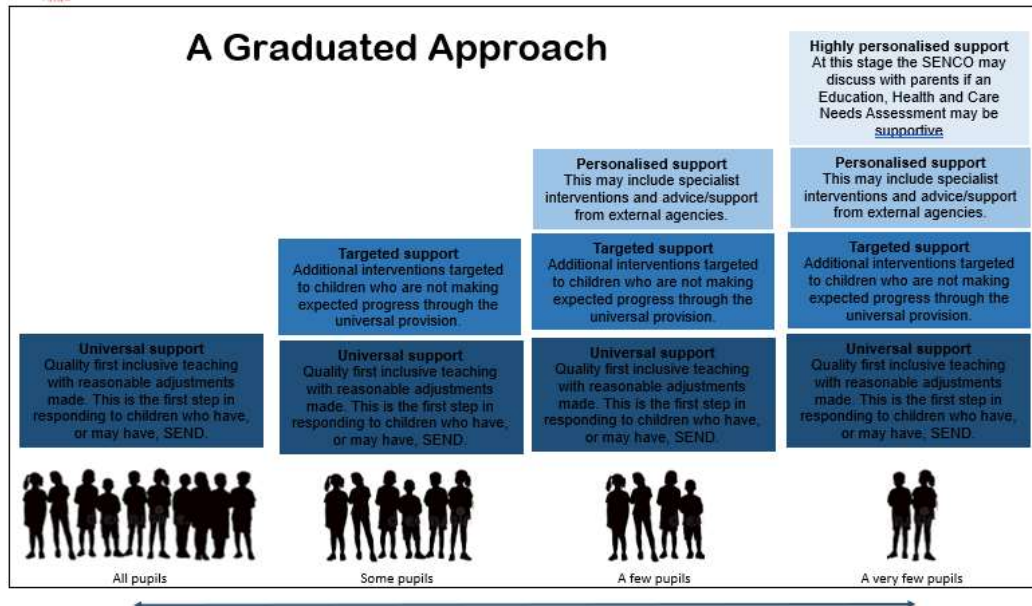 A Graduated Approach
Highly personalised support
At this stage the SENCO may
discuss with parents if an
Education, Health and Care
Needs Assessment may be
supportive
Personalised support
This may include specialist
interventions and advice/support
from external agencies.
Personalised support
This may include specialist
interventions and advice/support
from external agencies.
Targeted support
Additional interventions targeted
to children who are not making
expected progress through the
universal provision.
Targeted support
Additional interventions targeted
to children who are not making
expected progress through the
universal provision.
Targeted support
Additional interventions targeted
to children who are not making
expected progress through the
universal provision.
Universal support
Quality first inclusive teaching
with reasonable adjustments
made. This is the first step in
responding to children who have,
or may have, SEND.
Universal support
Quality first inclusive teaching
with reasonable adjustments
made. This is the first step in
responding to children who have,
or may have, SEND.
Universal support
Quality first inclusive teaching
with reasonable adjustments
made. This is the first step in
responding to children who have,
or may have, SEND.
Universal support
Quality first inclusive teaching
with reasonable adjustments
made. This is the first step in
responding to children who have,
or may have, SEND.
All pupils
Some pupils
A few pupils
A very few pupils